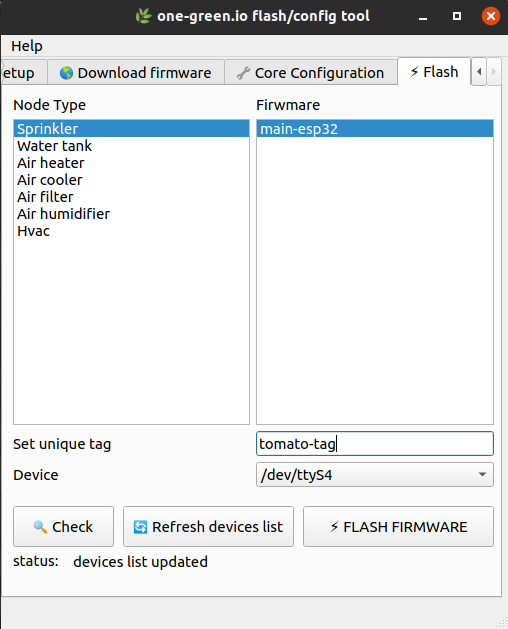 one-green.io flash/config tool
Help
etup
Download firmware
Core Configuration
Flash
Node Type
Firwmare
Sprinkler
main-esp32
Water tank
Air heater
Air cooler
Air filter
Air humidifier
Hvac
Set unique tag
tomato-tag
Device
/dev/ttyS4
Check
Refresh devices list
FLASH FIRMWARE
status: devices list updated